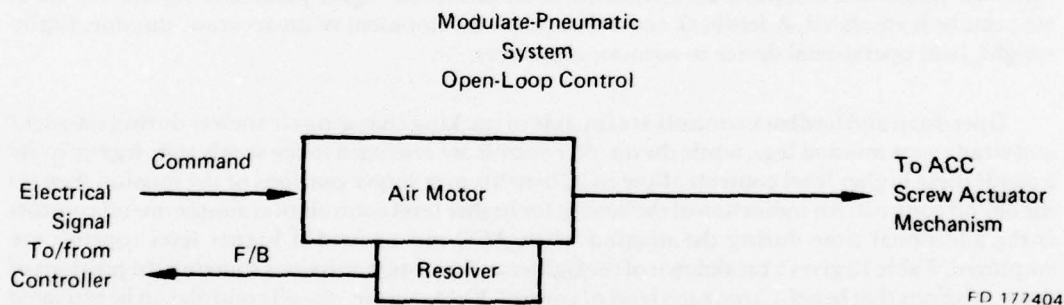 Modulate-Pneumatic
System
Open-Loop Control
Command
Electrical
Signal
To/from
Controller
Air Motor
F/B
Resolver
To ACC
Screw Actuator
Mechanism
FD 177404